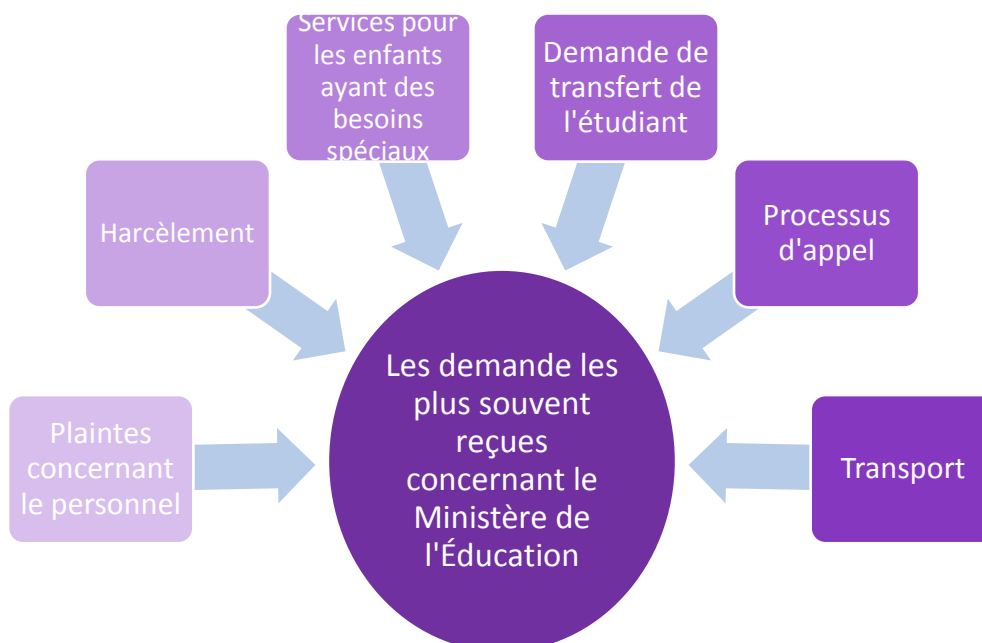 Services pour
les enfants
ayant des
besoins
spéciaux
Demande de
transfert de
l'étudiant
Harcèlement
Processus
d'appel
Plaintes
concernant
le personnel
Les demande les
plus souvent
reçues
concernant le
Ministère de
l'Éducation
Transport